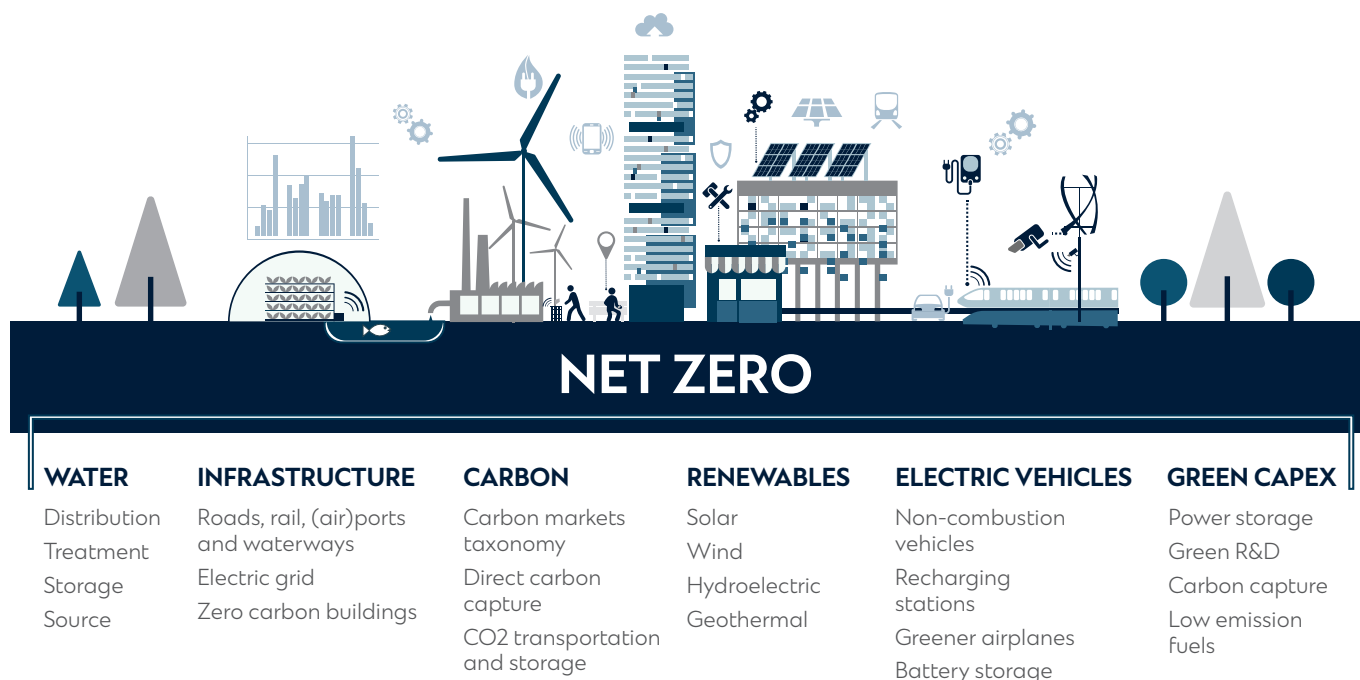 NET ZERO
WATER
Distribution
Treatment
Storage
Source
INFRASTRUCTURE
Roads, rail, (air)ports
and waterways
Electric grid
Zero carbon buildings
CARBON
Carbon markets
taxonomy
Direct carbon
capture
CO2 transportation
and storage
RENEWABLES
Solar
Wind
Hydroelectric
Geothermal
ELECTRIC VEHICLES
Non-combustion
vehicles
Recharging
stations
Greener airplanes
Battery storage
GREEN CAPEX
Power storage
Green R&D
Carbon capture
Low emission
fuels